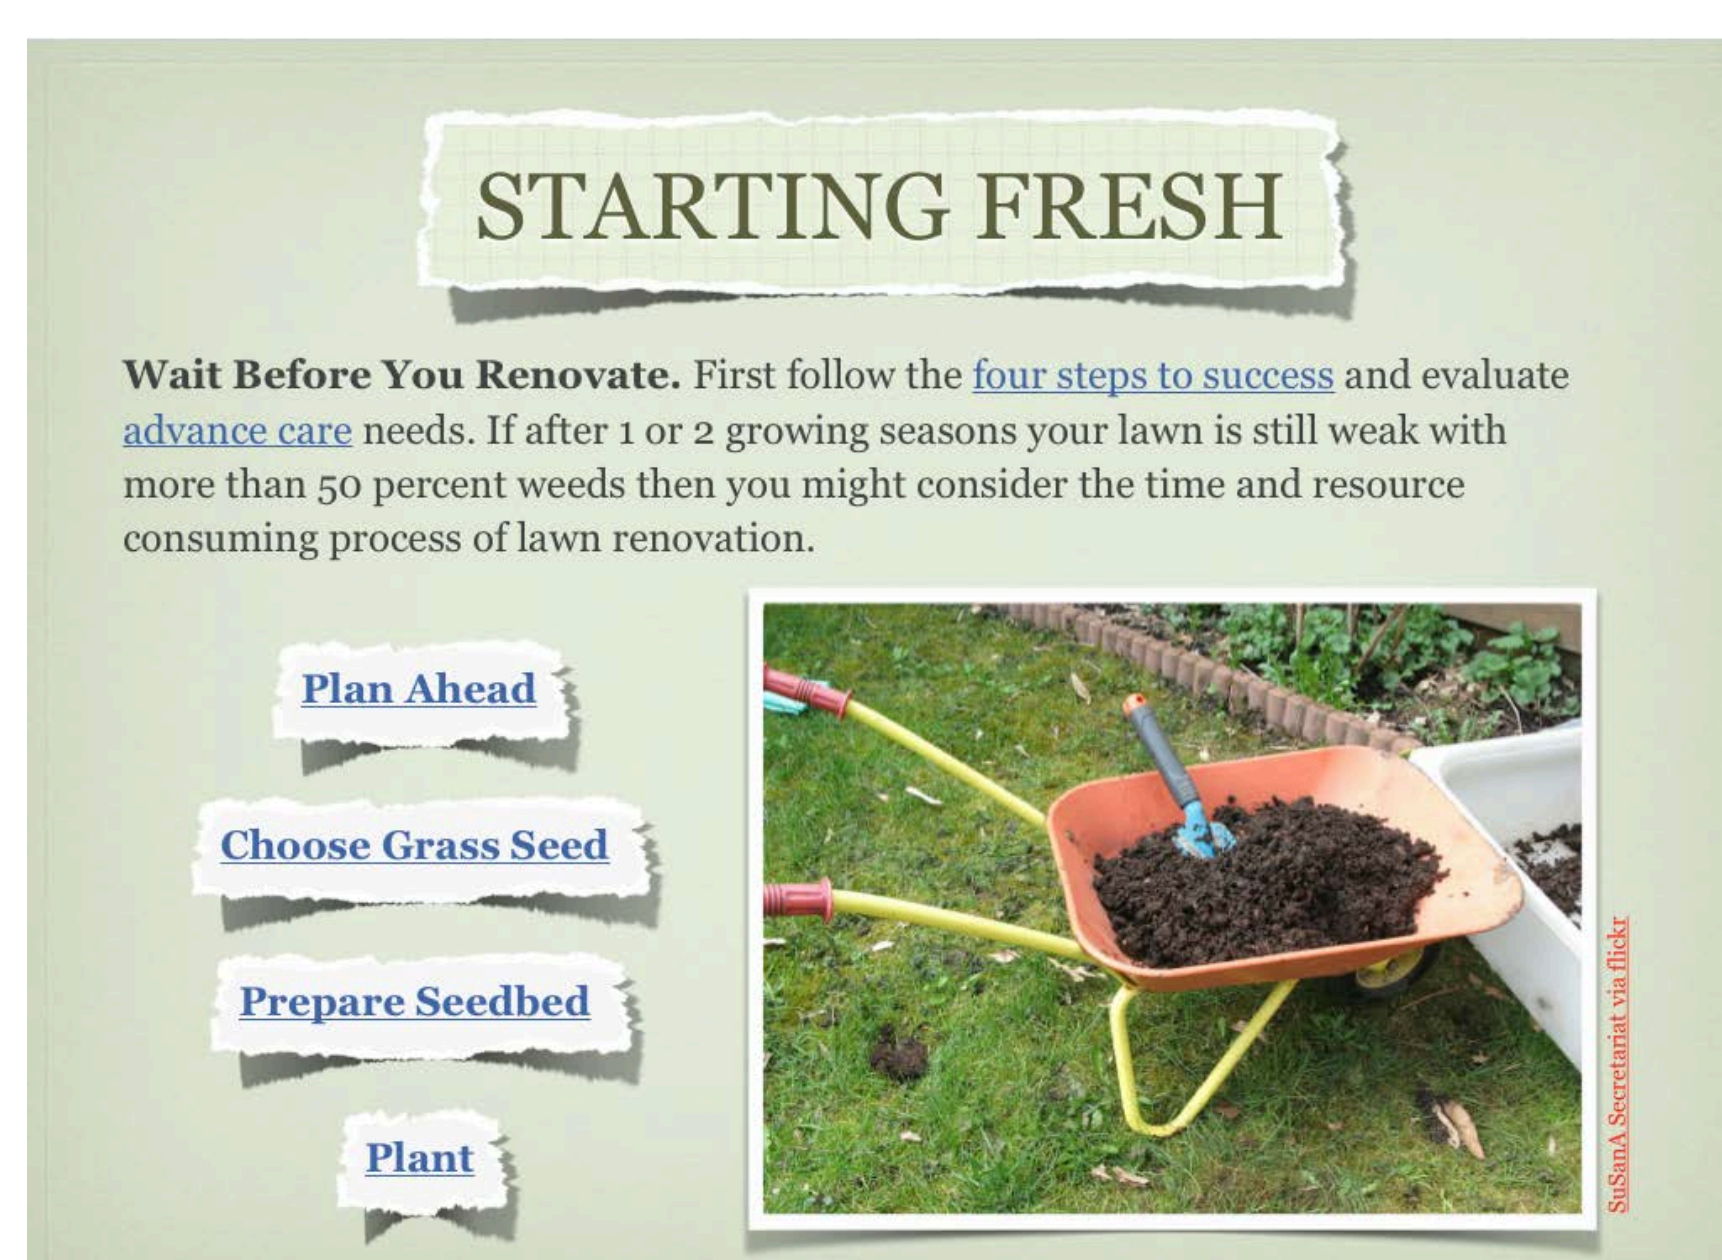 STARTING FRESH
Wait Before You Renovate. First follow the four steps to success and evaluate
advance care needs. If after 1 or 2 growing seasons your lawn is still weak with
more than 50 percent weeds then you might consider the time and resource
consuming process of lawn renovation.
Plan Ahead
Choose Grass Seed
Prepare Seedbed
Plant
SuSanA Secretariat via flickr